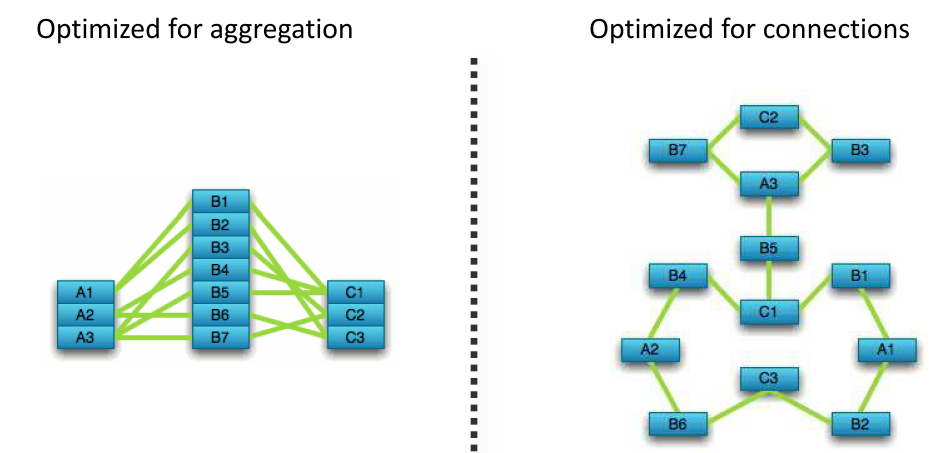 Optimized for aggregation
Optimized for connections
A1
A2
A3
B1
B2
B3
B4
B5
B6
B7
C1
C2
C3
C2
B7
B3
A3
B5
B4
B1
C1
A2
A1
C3
B6
B2